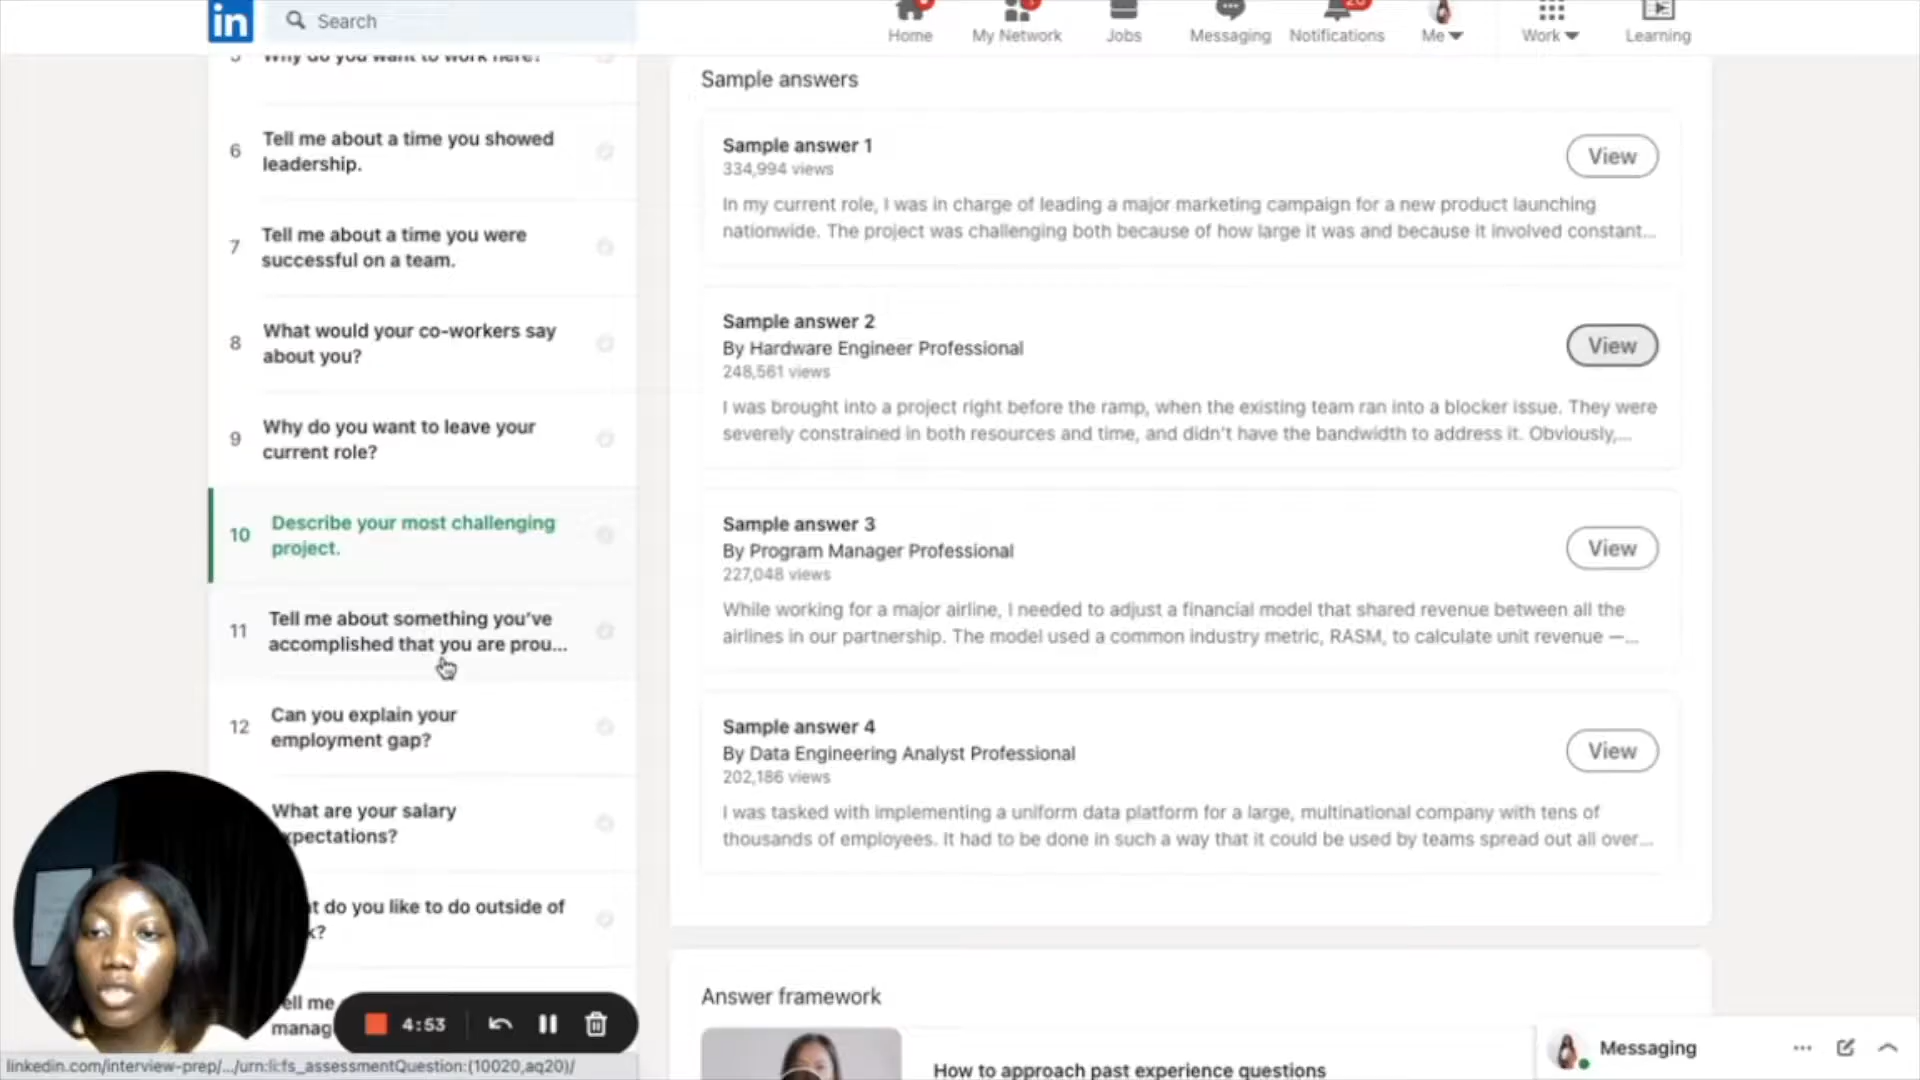 in
Search
Home
My Network
Jobs
Messaging
Notifications
Me
Work
Learning
5 Why do you want to work here?
6 Tell me about a time you showed
leadership.
7 Tell me about a time you were
successful on a team.
8 What would your co-workers say
about you?
9 Why do you want to leave your
current role?
10 Describe your most challenging
project.
11 Tell me about something you've
accomplished that you are prou...
12 Can you explain your
employment gap?
What are your salary
xpectations?
t do you like to do outside of
k?
ell me
manag
4:53
linkedin.com/interview-prep/.../urn:li:fs_assessmentQuestion:(10020,aq20)/
Sample answers
Sample answer 1
334,994 views
View
In my current role, I was in charge of leading a major marketing campaign for a new product launching
nationwide. The project was challenging both because of how large it was and because it involved constant...
Sample answer 2
By Hardware Engineer Professional
248,561 views
View
I was brought into a project right before the ramp, when the existing team ran into a blocker issue. They were
severely constrained in both resources and time, and didn't have the bandwidth to address it. Obviously,...
Sample answer 3
By Program Manager Professional
227,048 views
View
While working for a major airline, I needed to adjust a financial model that shared revenue between all the
airlines in our partnership. The model used a common industry metric, RASM, to calculate unit revenue —...
Sample answer 4
By Data Engineering Analyst Professional
202,186 views
View
I was tasked with implementing a uniform data platform for a large, multinational company with tens of
thousands of employees. It had to be done in such a way that it could be used by teams spread out all over...
Answer framework
How to approach past experience questions
Messaging